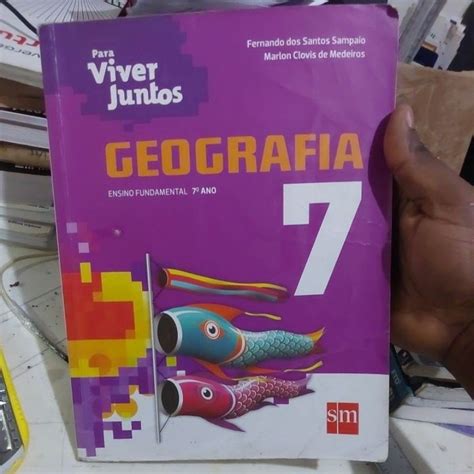 Para
Viver
Juntos
Fernando dos Santos Sampaio
Marlon Clovis de Medeiros
GEOGRAFIA
ENSINO FUNDAMENTAL 7º ANO
7
sm